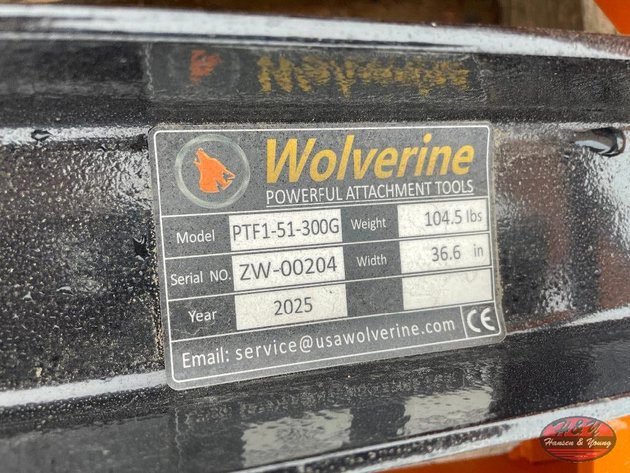 Wolverine
POWERFUL ATTACHMENT TOOLS
Model PTF1-51-300G Weight 104.5 lbs
Serial NO. ZW-00204 Width 36.6 in
Year 2025
Email: service@usawolverine.com CE
H&Y
Hansen & Young